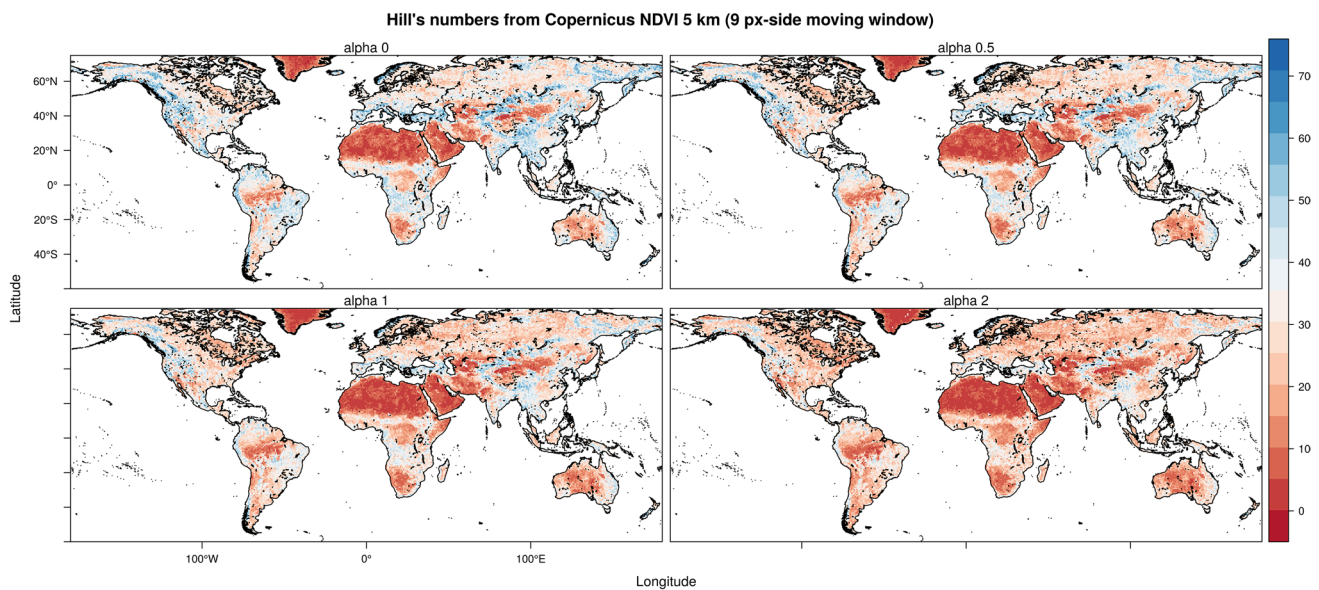 Hill's numbers from Copernicus NDVI 5 km (9 px-side moving window)
alpha 0
alpha 0.5
60°N
40°N
20°N
0°
20°S
40°S
alpha 1
alpha 2
100°W
0°
100°E
Latitude
Longitude
70
60
50
40
30
20
10
0